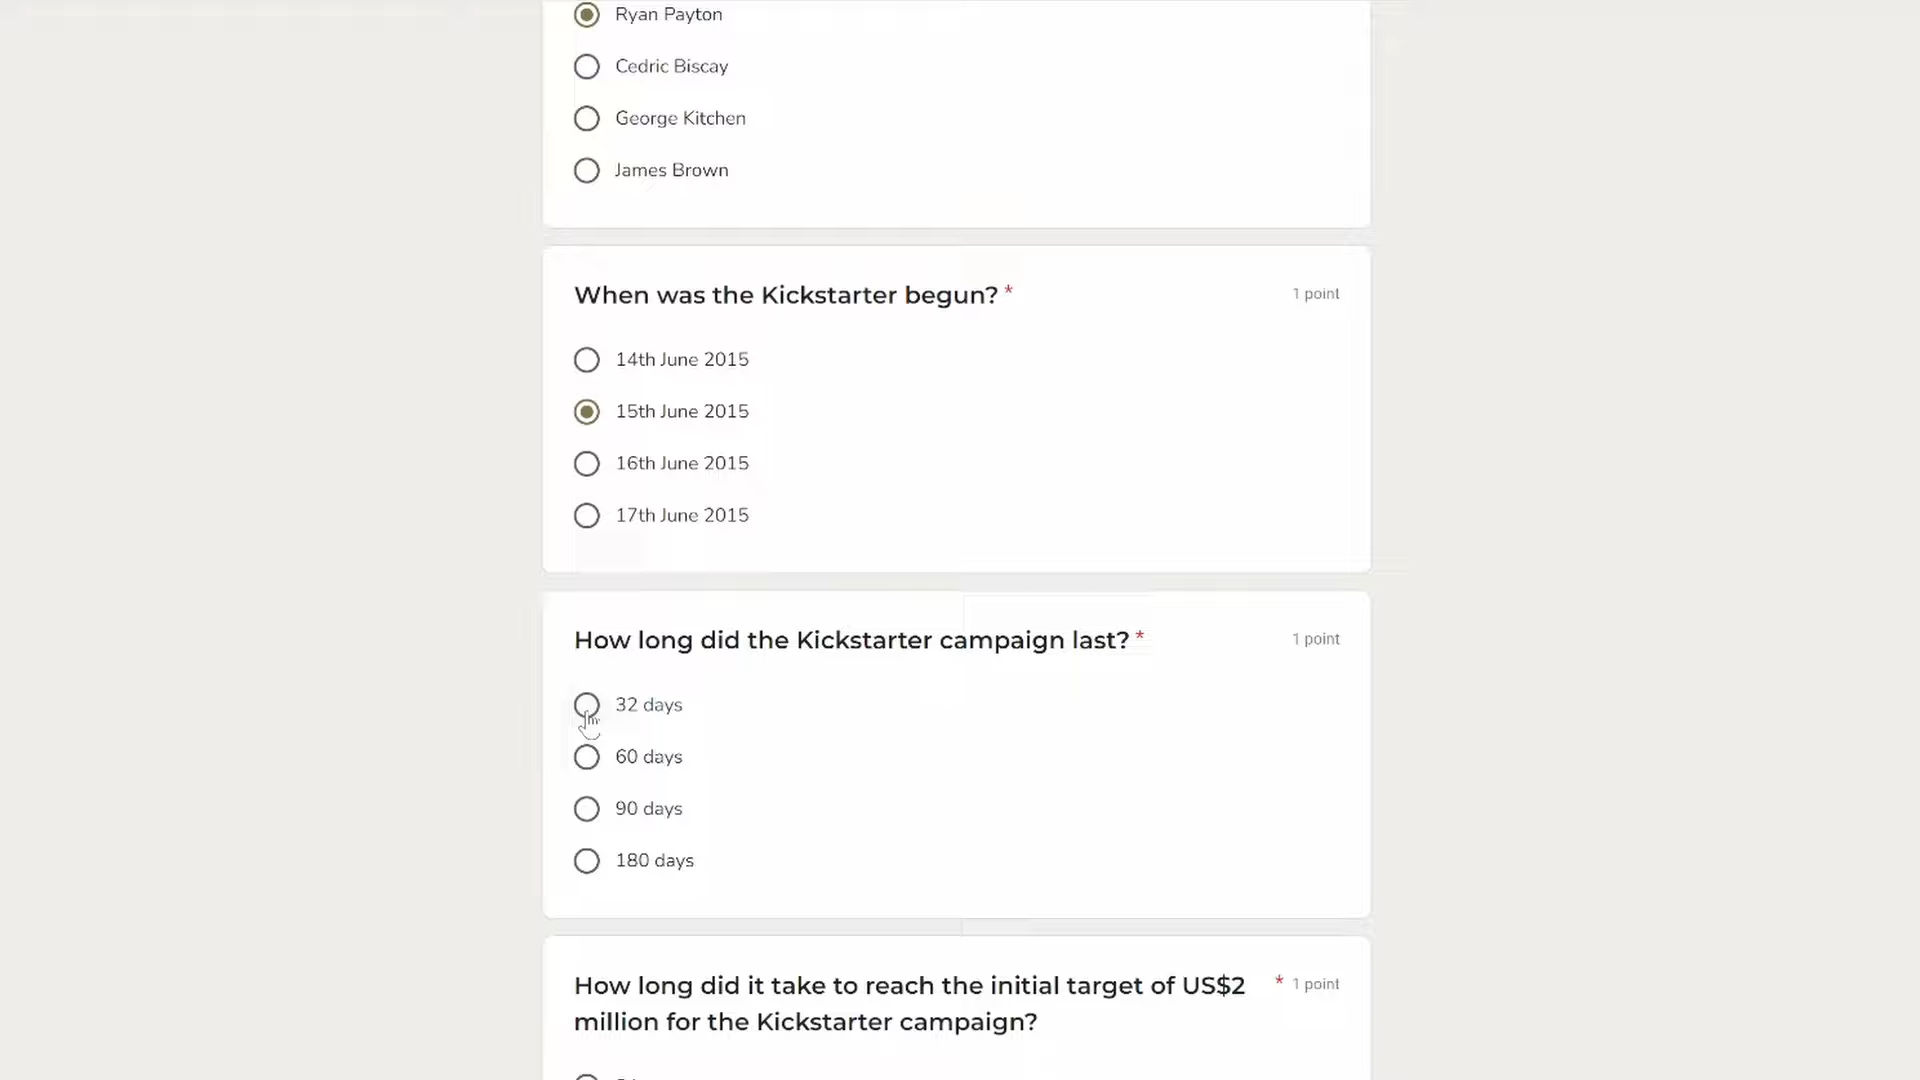 Ryan Payton
Cedric Biscay
George Kitchen
James Brown
When was the Kickstarter begun? *
1 point
14th June 2015
15th June 2015
16th June 2015
17th June 2015
How long did the Kickstarter campaign last? *
1 point
32 days
60 days
90 days
180 days
How long did it take to reach the initial target of US$2 * 1 point
million for the Kickstarter campaign?